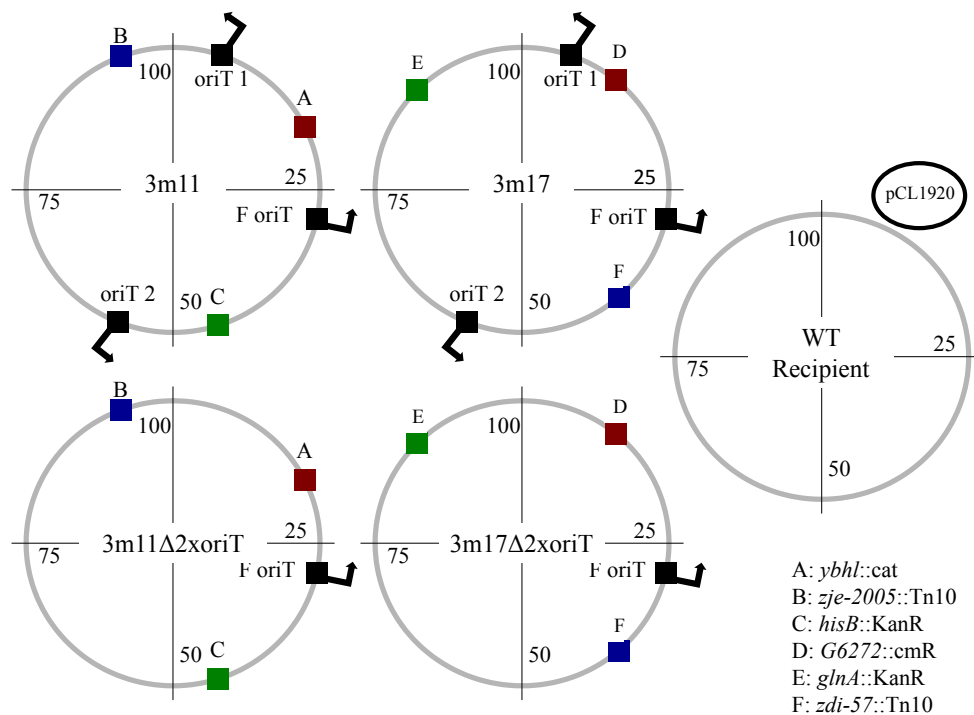 B
100
oriT 1
A
3m11
25
75
F oriT
oriT 2
50
C
E
100
oriT 1
D
3m17
25
75
F oriT
oriT 2
50
F
pCL1920
100
WT
Recipient
25
75
50
B
100
A
3m11Δ2xoriT
25
75
F oriT
50
C
E
100
D
3m17Δ2xoriT
25
75
F oriT
50
F
A: ybhl::cat
B: zje-2005::Tn10
C: hisB::KanR
D: G6272::cmR
E: glnA::KanR
F: zdi-57::Tn10